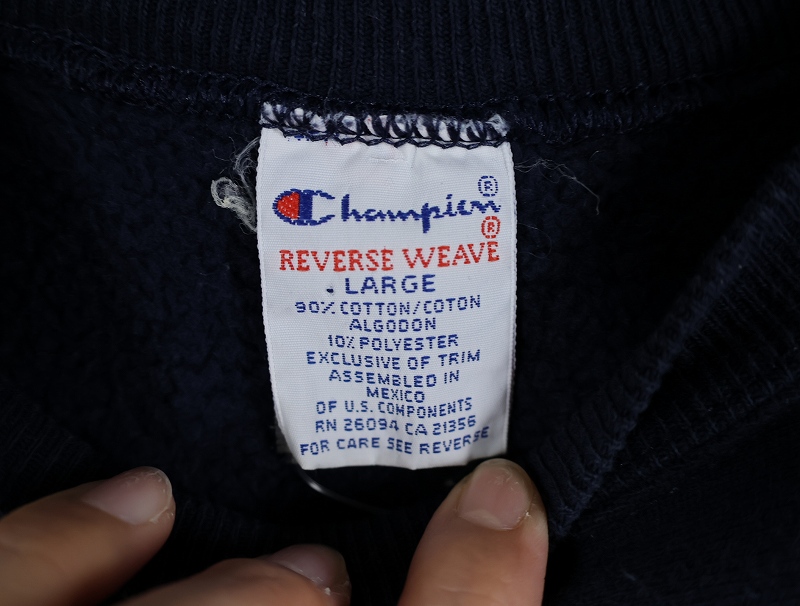 Champion®
REVERSE WEAVE®
LARGE
90% COTTON/COTON
ALGODON
10% POLYESTER
EXCLUSIVE OF TRIM
ASSEMBLED IN
MEXICO
OF U.S. COMPONENTS
RN 26094 CA 21356
FOR CARE SEE REVERSE